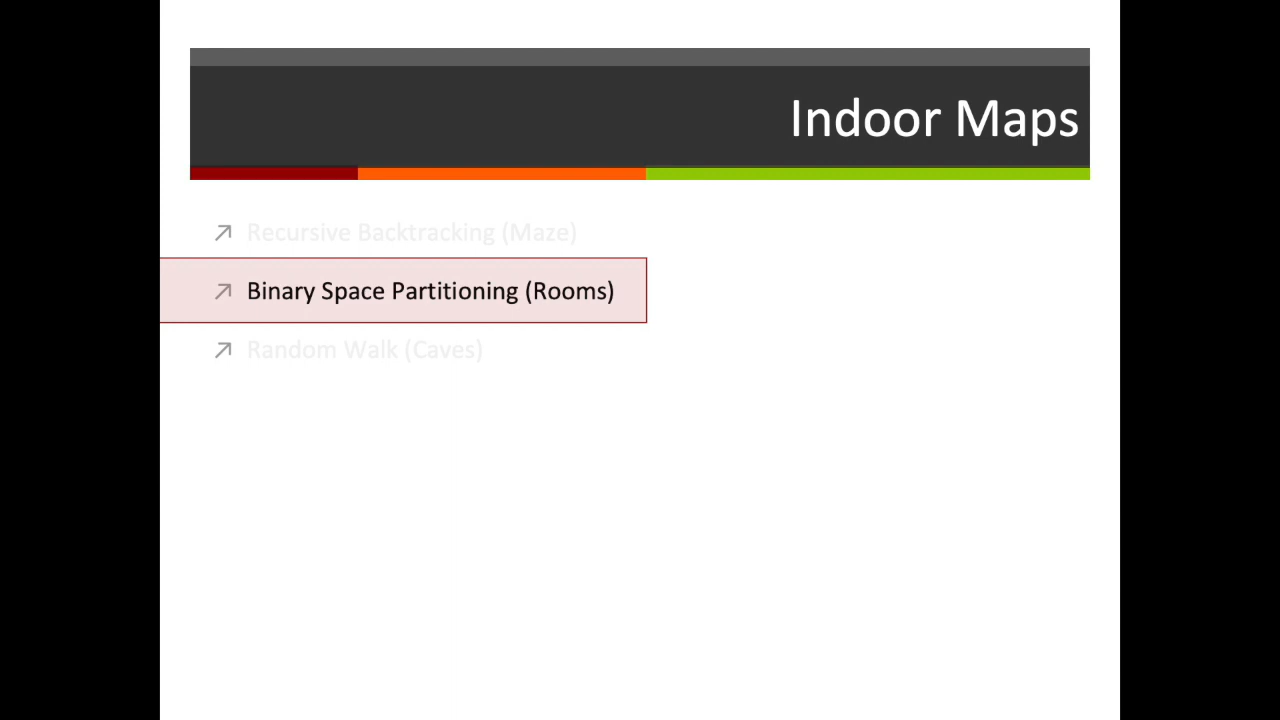 Indoor Maps
Recursive Backtracking (Maze)
Binary Space Partitioning (Rooms)
Random Walk (Caves)